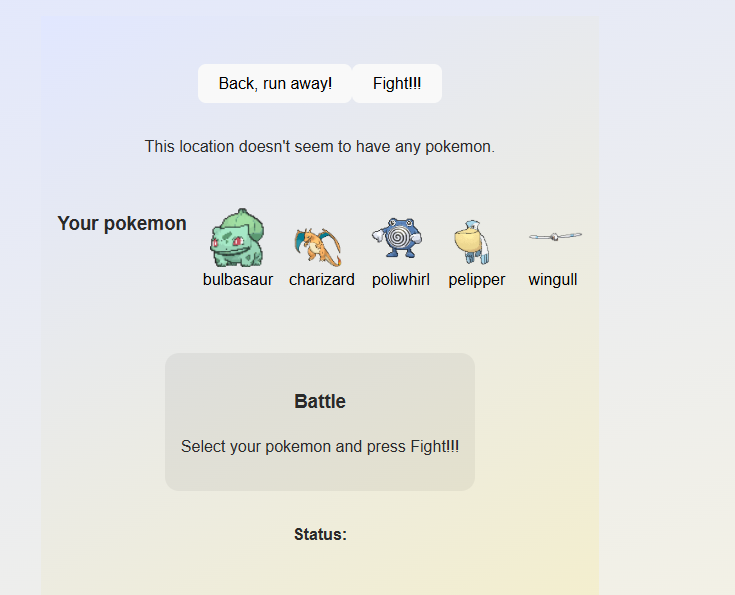 Back, run away! Fight!!!
This location doesn't seem to have any pokemon.
Your pokemon
bulbasaur charizard poliwhirl pelipper wingull
Battle
Select your pokemon and press Fight!!!
Status: